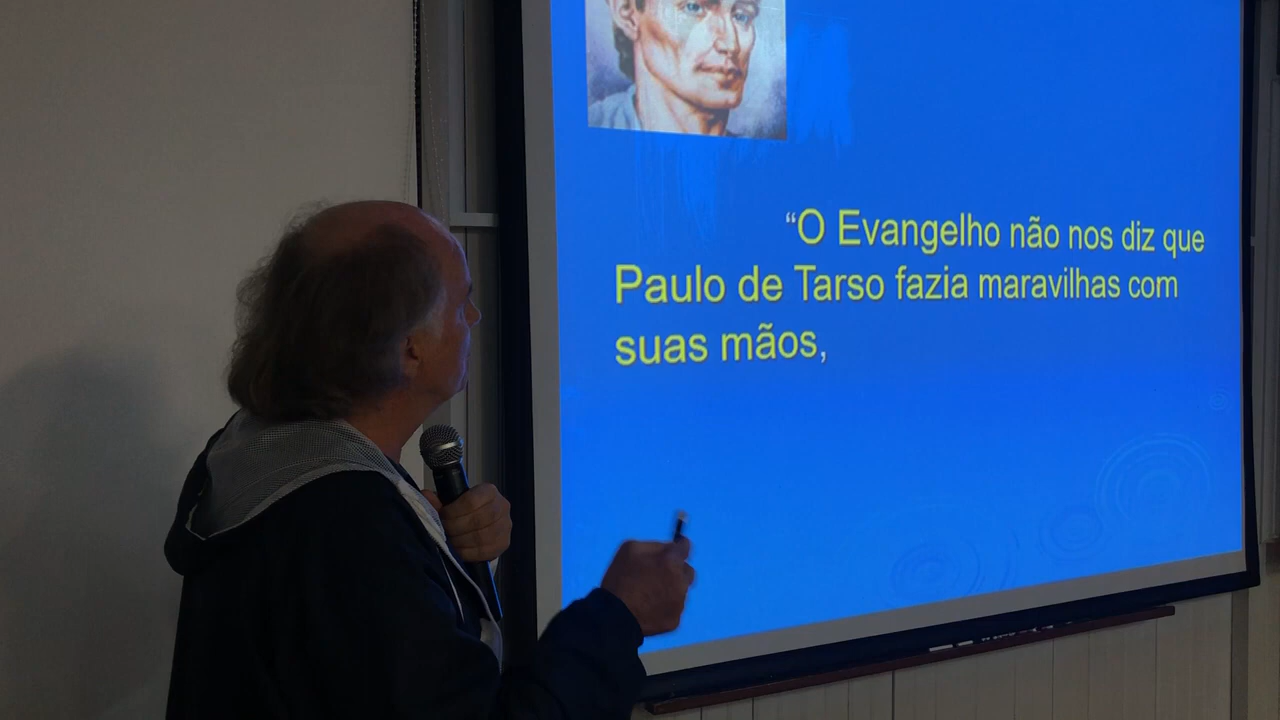 “O Evangelho não nos diz que
Paulo de Tarso fazia maravilhas com
suas mãos,